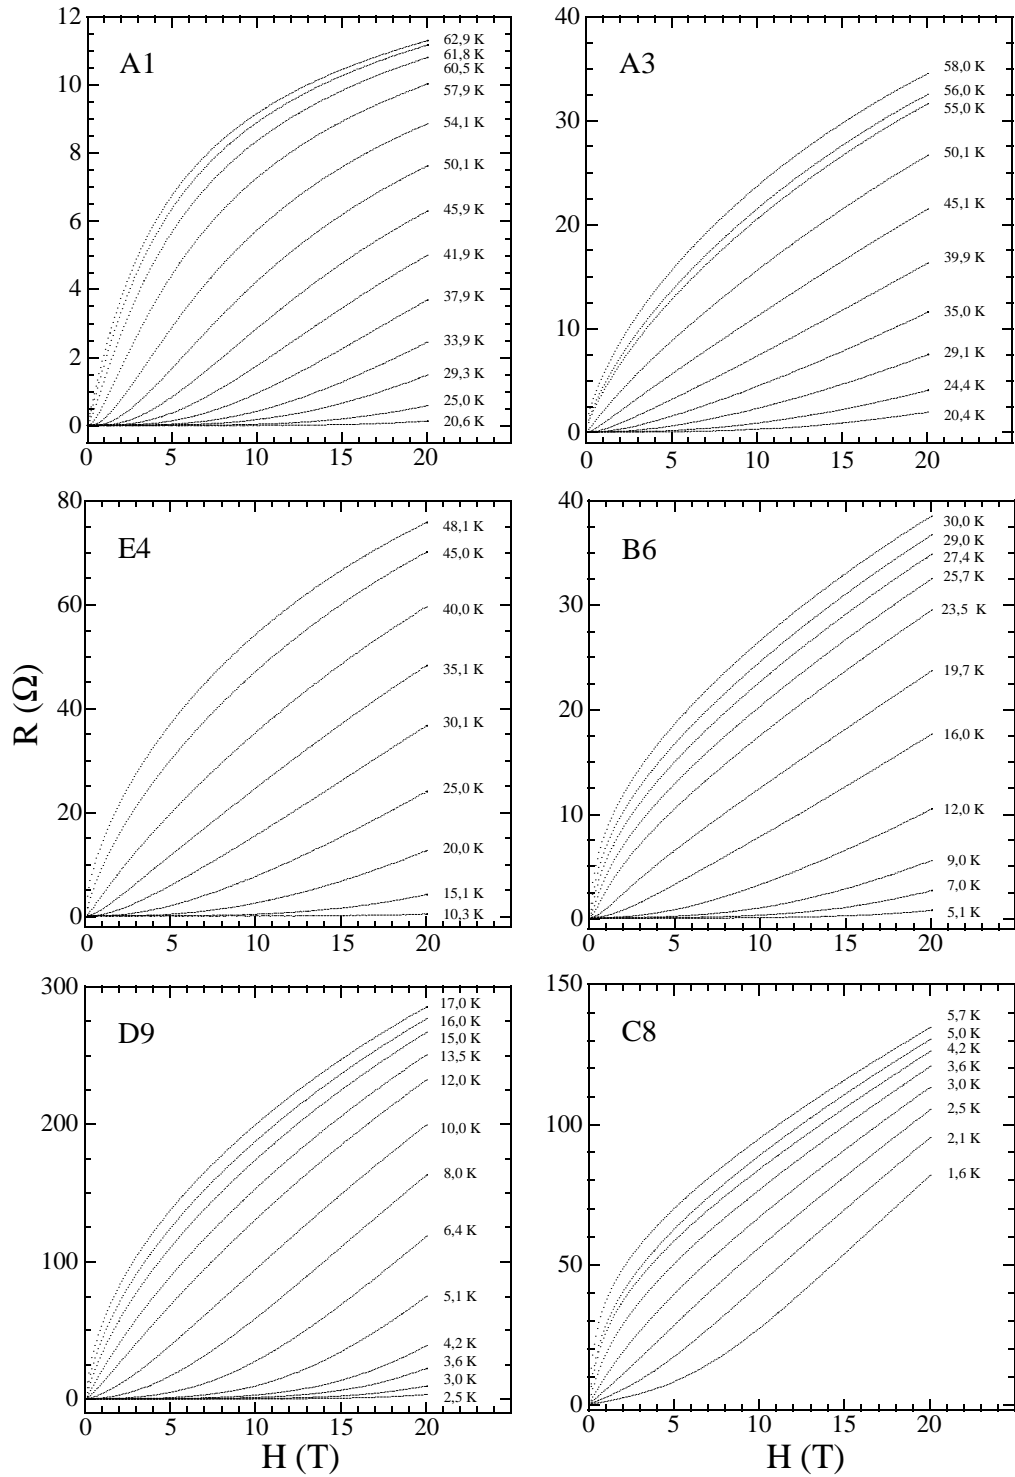 A1
12
10
8
6
4
2
0
62,9 K
61,8 K
60,5 K
57,9 K
54,1 K
50,1 K
45,9 K
41,9 K
37,9 K
33,9 K
29,3 K
25,0 K
20,6 K
0 5 10 15 20
A3
40
30
20
10
0
58,0 K
56,0 K
55,0 K
50,1 K
45,1 K
39,9 K
35,0 K
29,1 K
24,4 K
20,4 K
0 5 10 15 20
R (Ω)
E4
80
60
40
20
0
48,1 K
45,0 K
40,0 K
35,1 K
30,1 K
25,0 K
20,0 K
15,1 K
10,3 K
0 5 10 15 20
B6
40
30
20
10
0
30,0 K
29,0 K
27,4 K
25,7 K
23,5 K
19,7 K
16,0 K
12,0 K
9,0 K
7,0 K
5,1 K
0 5 10 15 20
D9
300
200
100
0
17,0 K
16,0 K
15,0 K
13,5 K
12,0 K
10,0 K
8,0 K
6,4 K
5,1 K
4,2 K
3,6 K
3,0 K
2,5 K
0 5 10 15 20
H (T)
C8
150
100
50
0
5,7 K
5,0 K
4,2 K
3,6 K
3,0 K
2,5 K
2,1 K
1,6 K
0 5 10 15 20
H (T)